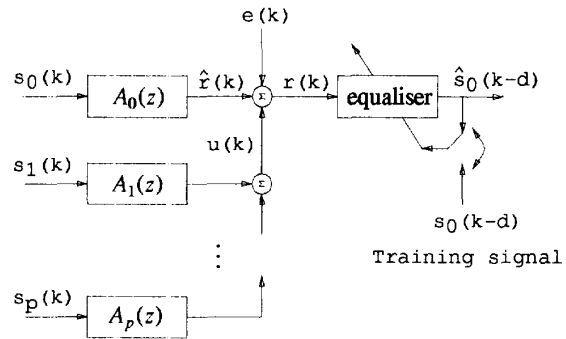 e(k)
s₀(k)
A₀(z)
r̂(k)
Σ
r(k)
equaliser
ŝ₀(k-d)
u(k)
s₁(k)
A₁(z)
Σ
s₀(k-d)
Training signal
⋮
sₚ(k)
Aₚ(z)